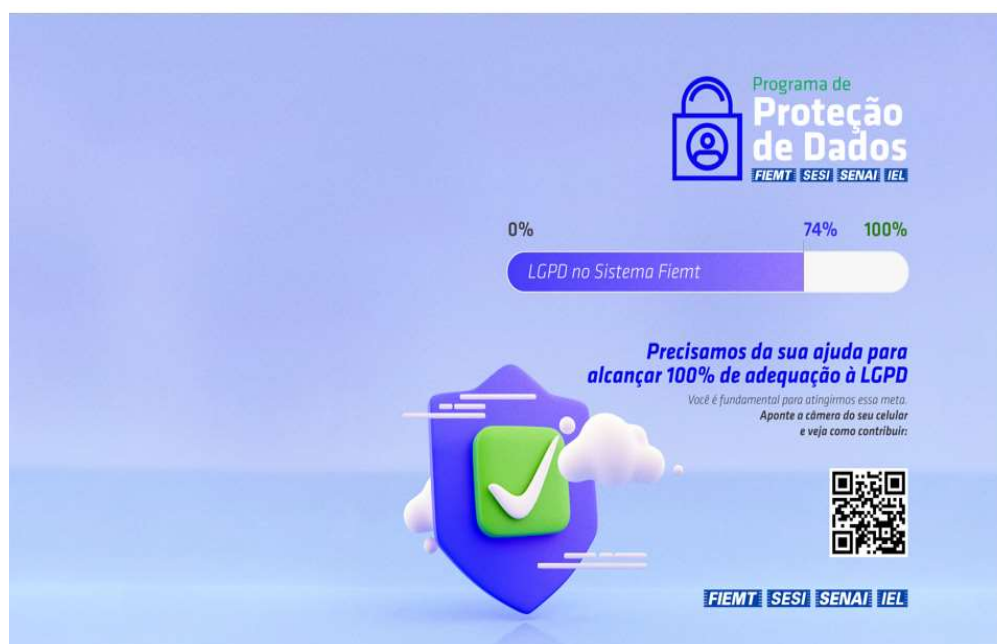 Programa de
Proteção
de Dados
FIEMT SESI SENAI IEL
0% 74% 100%
LGPD no Sistema Fiemt
Precisamos da sua ajuda para
alcançar 100% de adequação à LGPD
Você é fundamental para atingirmos essa meta.
Aponte a câmera do seu celular
e veja como contribuir:
FIEMT SESI SENAI IEL